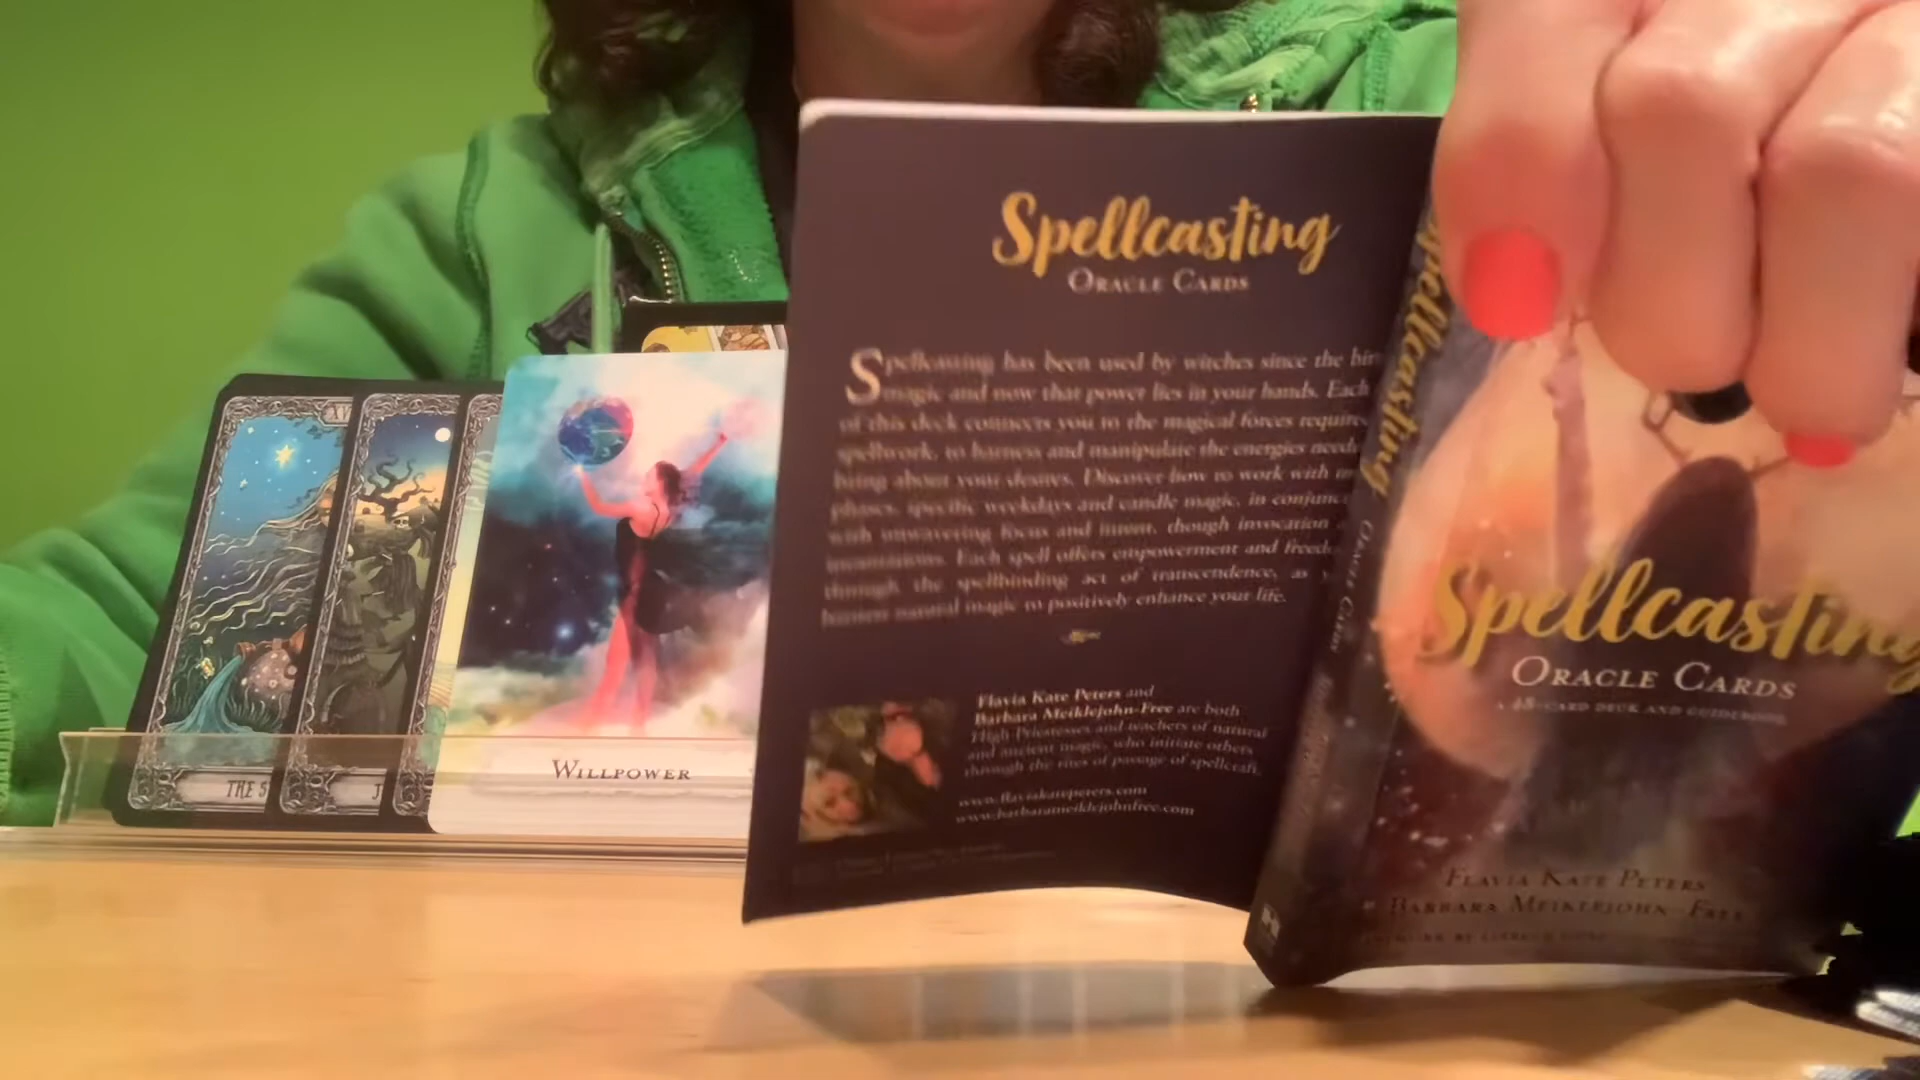 Spellcasting
ORACLE CARDS
Spellcasting has been used by witches since the
magic and now that power lies in your hands. Each
of this deck connects you to the magical forces
spellwork, to harness and manipulate the energies
bring about your desires. Discover how to work with
phases, specific weekdays and candle magic, in
with unwavering focus and intent, though invocation
incantations. Each spell offers empowerment and
through the spellbinding act of transcendence, as
harness natural magic to positively enhance your life.
Flavia Kate Peters and
Barbara Meiklejohn-Free are both
High Priestesses and teachers of natural
and ancient magic, who initiate others
through the rites of passage of spellcraft.
www.flaviakatepeters.com
www.barbarameiklejohnfree.com
Spellcasting
ORACLE CARDS
Spellcasting
ORACLE CARDS
A 48-CARD DECK AND GUIDEBOOK
FLAVIA KATE PETERS
BARBARA MEIKLEJOHN-FREE
WILLPOWER
THE